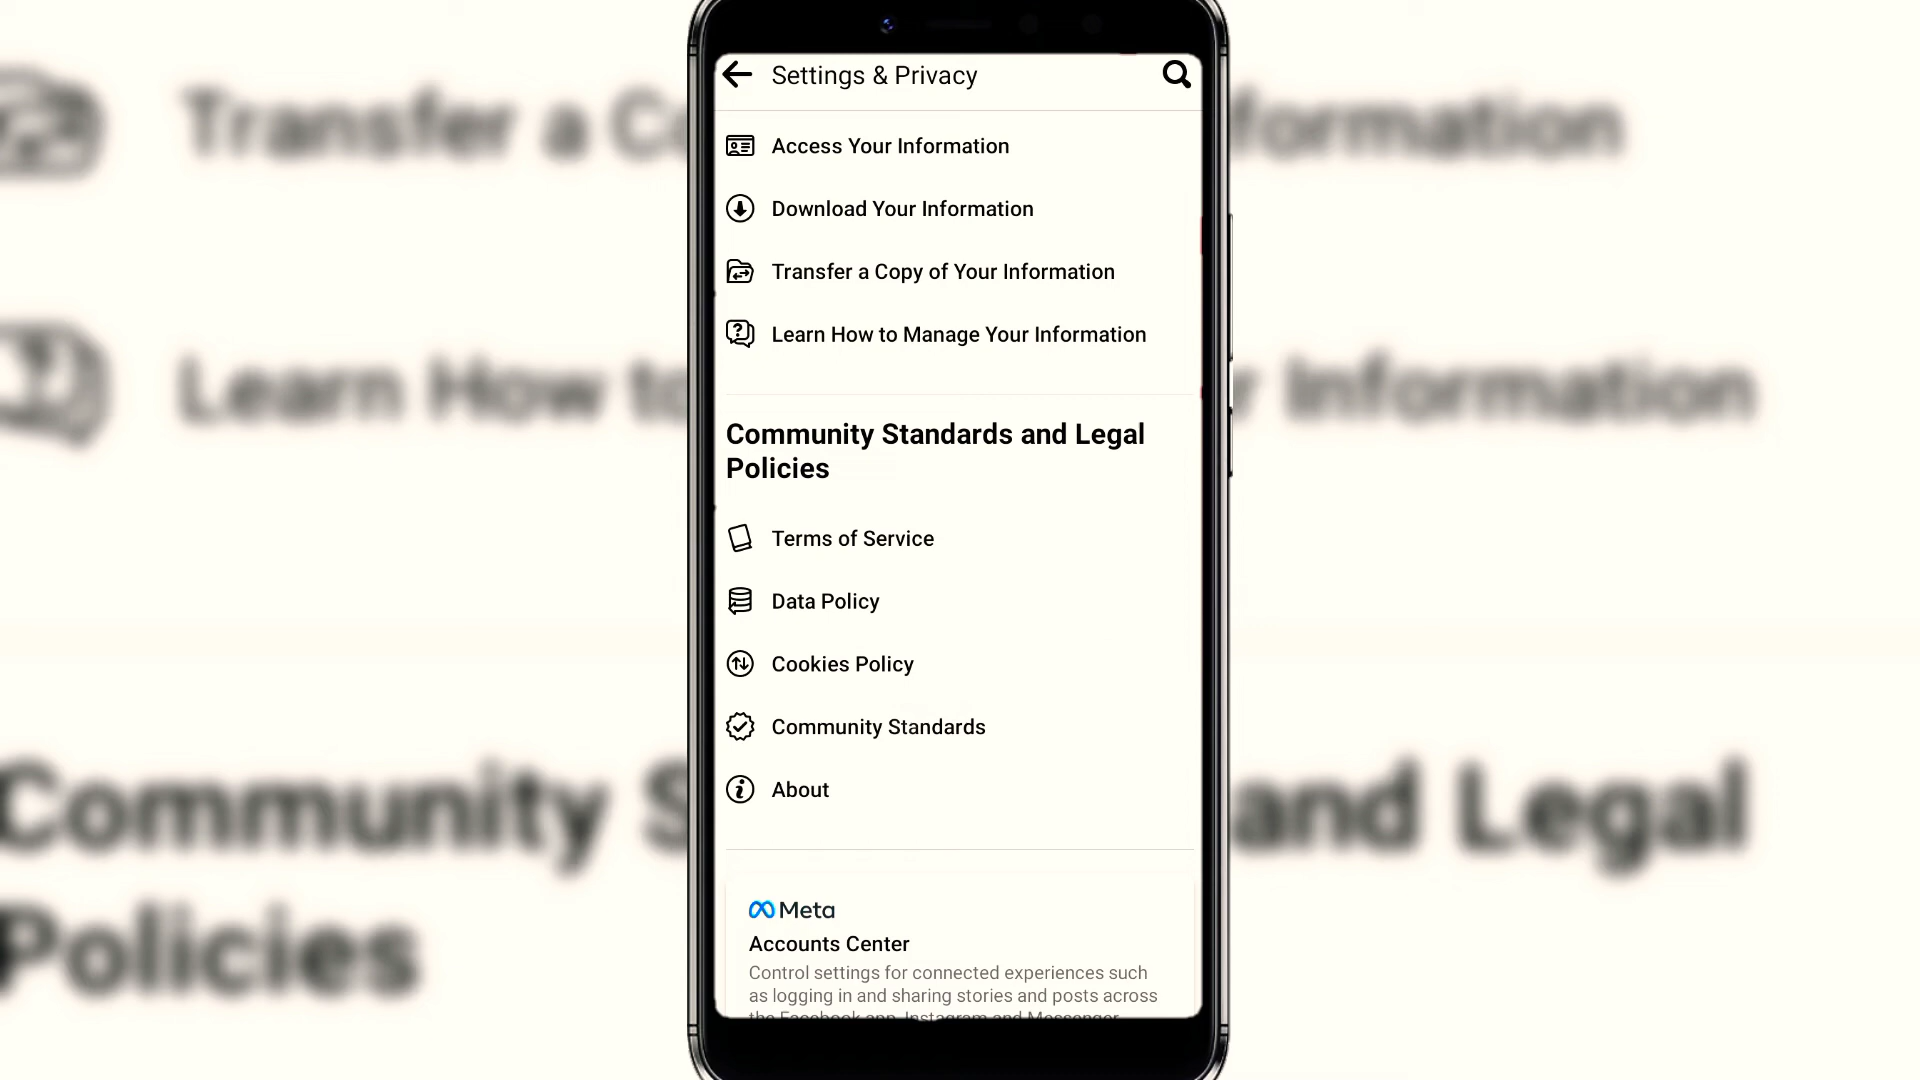 Settings & Privacy
Access Your Information
Download Your Information
Transfer a Copy of Your Information
Learn How to Manage Your Information
Community Standards and Legal
Policies
Terms of Service
Data Policy
Cookies Policy
Community Standards
About
Meta
Accounts Center
Control settings for connected experiences such
as logging in and sharing stories and posts across
the Facebook app, Instagram and Messenger
Transfer a Co
formation
Learn How to
r Information
Community S
and Legal
Policies